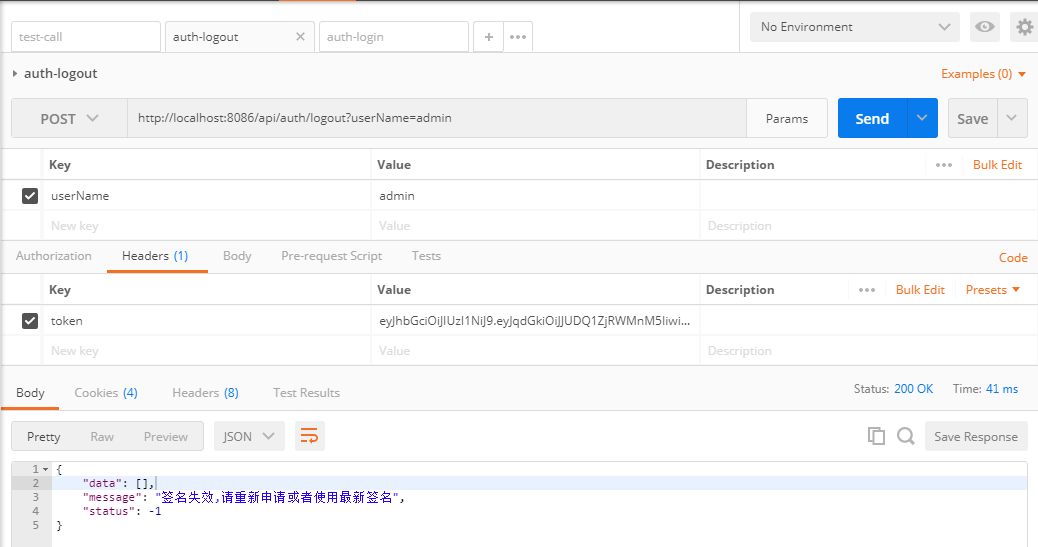 test-call
auth-logout
auth-login
No Environment
auth-logout
Examples (0)
POST
http://localhost:8086/api/auth/logout?userName=admin
Params
Send
Save
Key Value Description
Bulk Edit
userName admin
New key Value Description
Authorization Headers (1) Body Pre-request Script Tests
Code
Key Value Description
Bulk Edit Presets
token eyJhbGciOiJIUzI1NiJ9.eyJqdGkiOiJJUDQ1ZjRWMnM5Iiwi...
New key Value Description
Body Cookies (4) Headers (8) Test Results
Status: 200 OK Time: 41 ms
Pretty Raw Preview JSON
Save Response
1 {
2 "data": [],
3 "message": "签名失效,请重新申请或者使用最新签名",
4 "status": -1
5 }